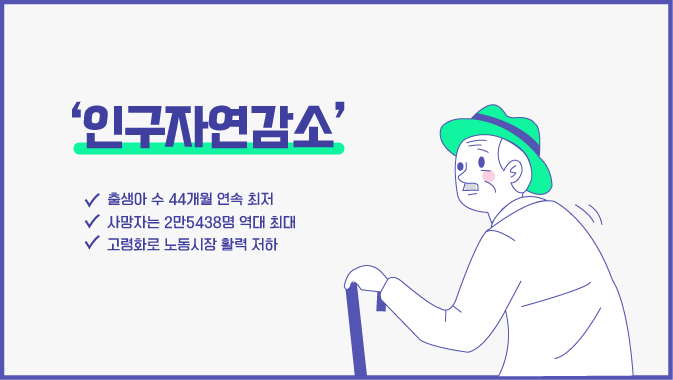 ‘인구자연감소’
출생아 수 44개월 연속 최저
사망자는 2만5438명 역대 최대
고령화로 노동시장 활력 저하